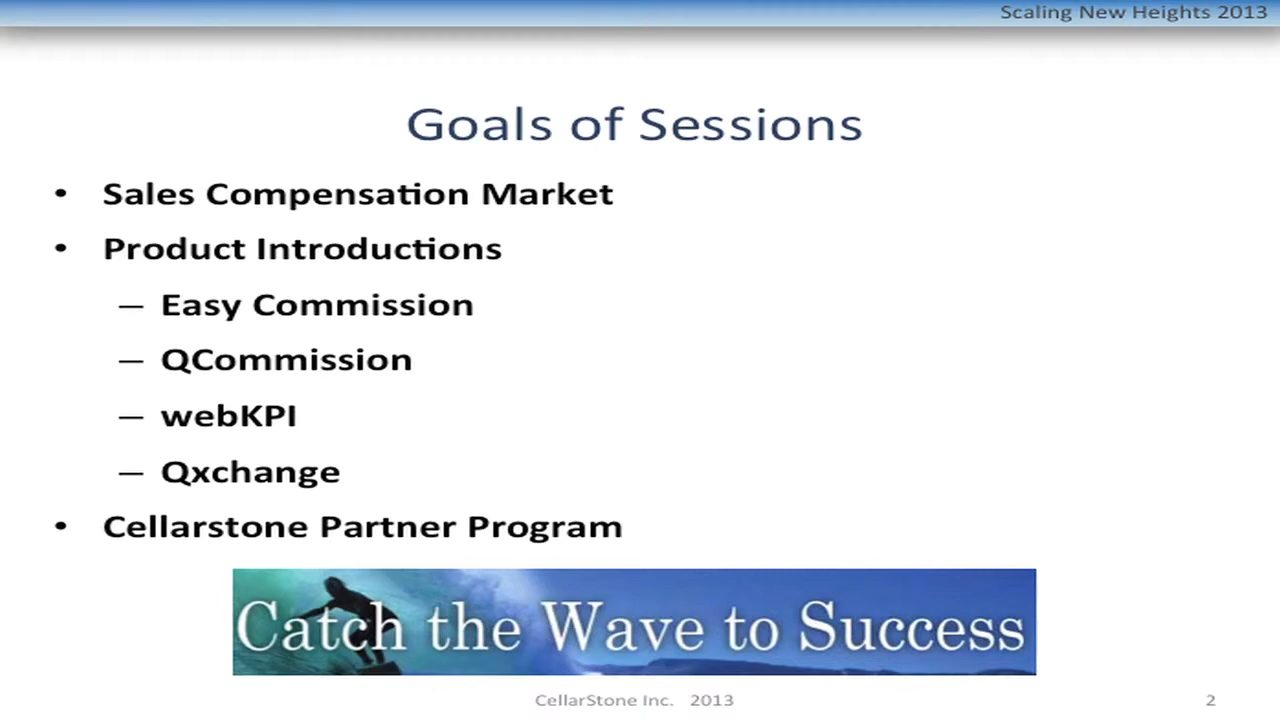 Scaling New Heights 2013
Goals of Sessions
• Sales Compensation Market
• Product Introductions
– Easy Commission
– QCommission
– webKPI
– Qxchange
• Cellarstone Partner Program
Catch the Wave to Success
CellarStone Inc. 2013
2